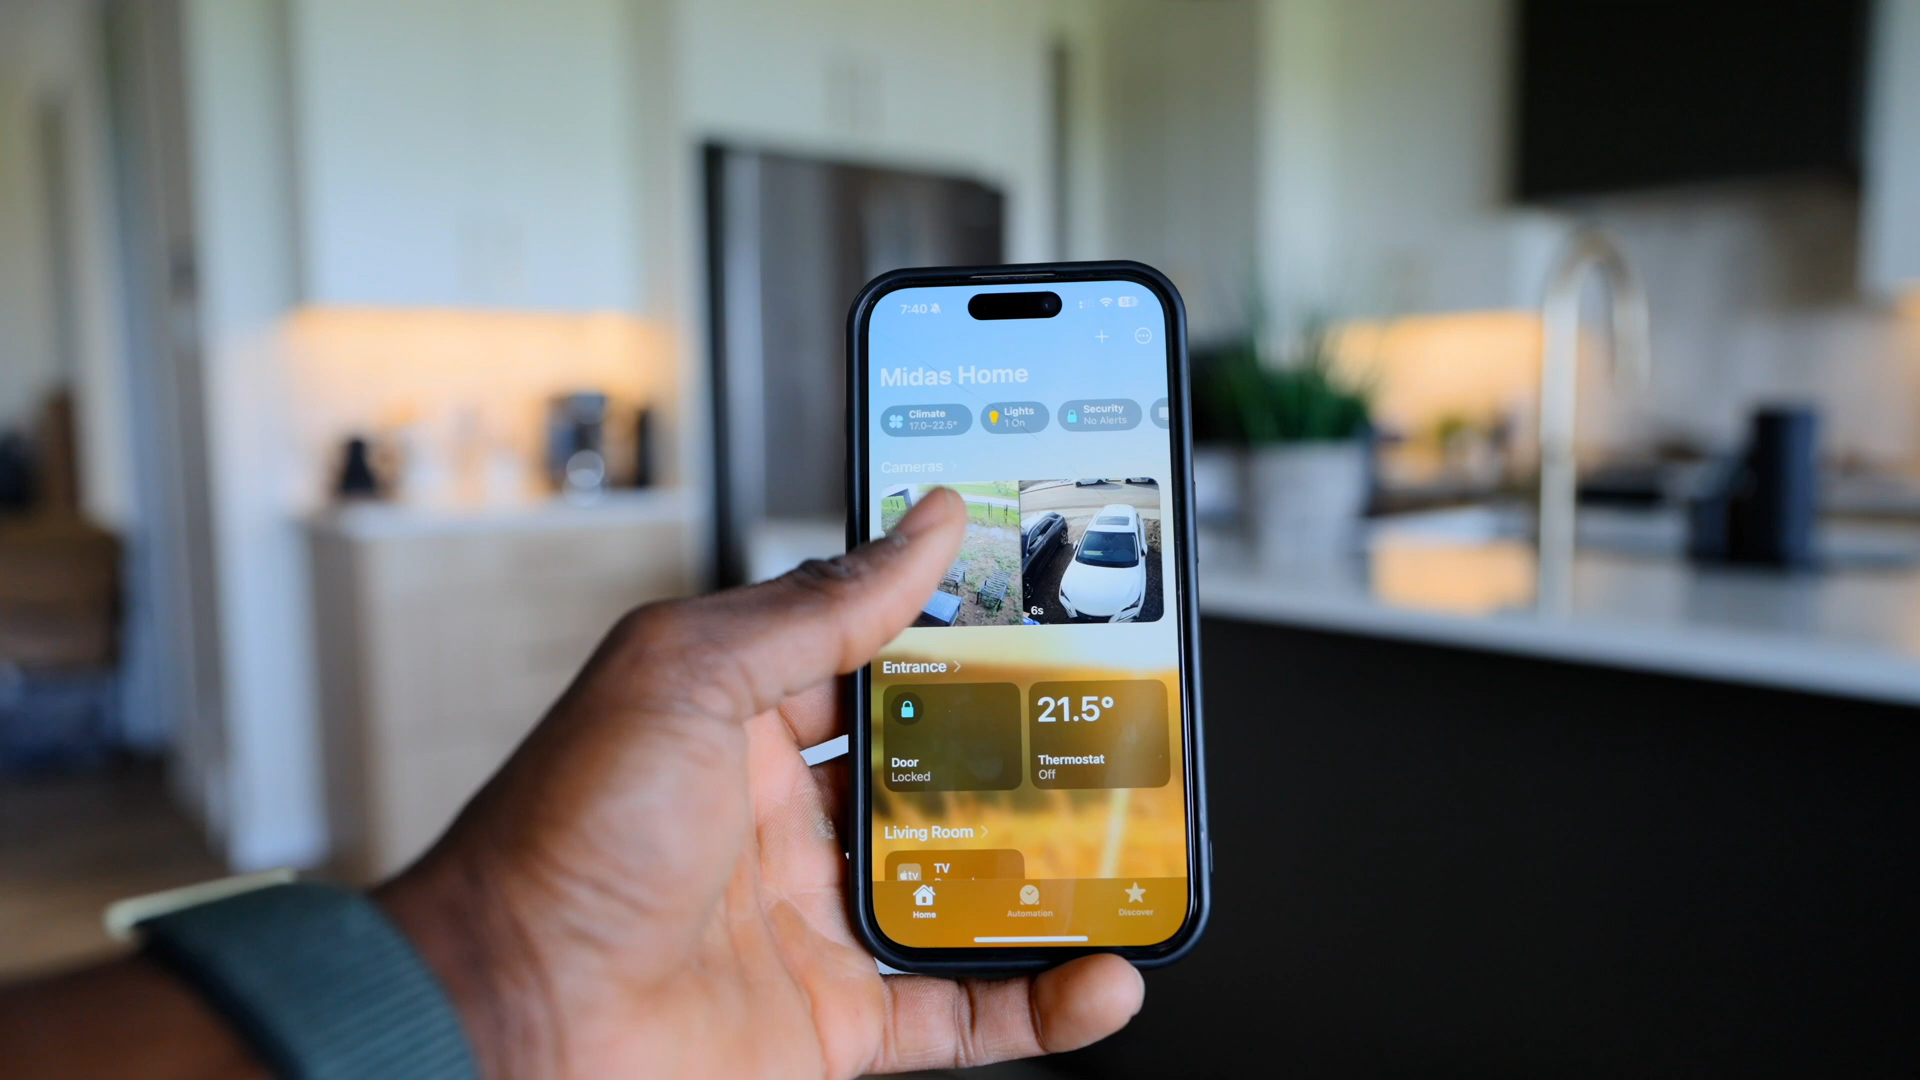 7:40
Midas Home
Climate
17.0–22.5°
Lights
1 On
Security
No Alerts
Cameras
6s
Entrance
Door
Locked
21.5°
Thermostat
Off
Living Room
tv
TV
Home
Automation
Discover